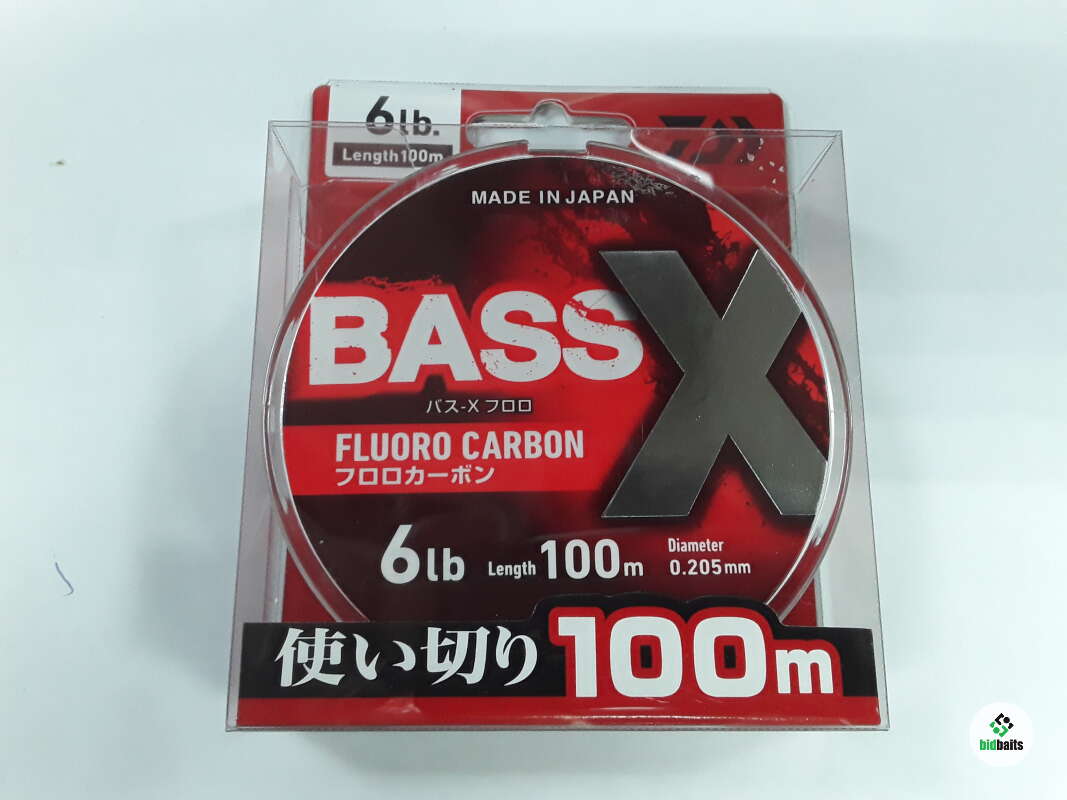 6lb.
Length100m
MADE IN JAPAN
BASS X
バス-X フロロ
FLUORO CARBON
フロロカーボン
6lb Length 100m Diameter 0.205mm
使い切り 100m
bidbaits